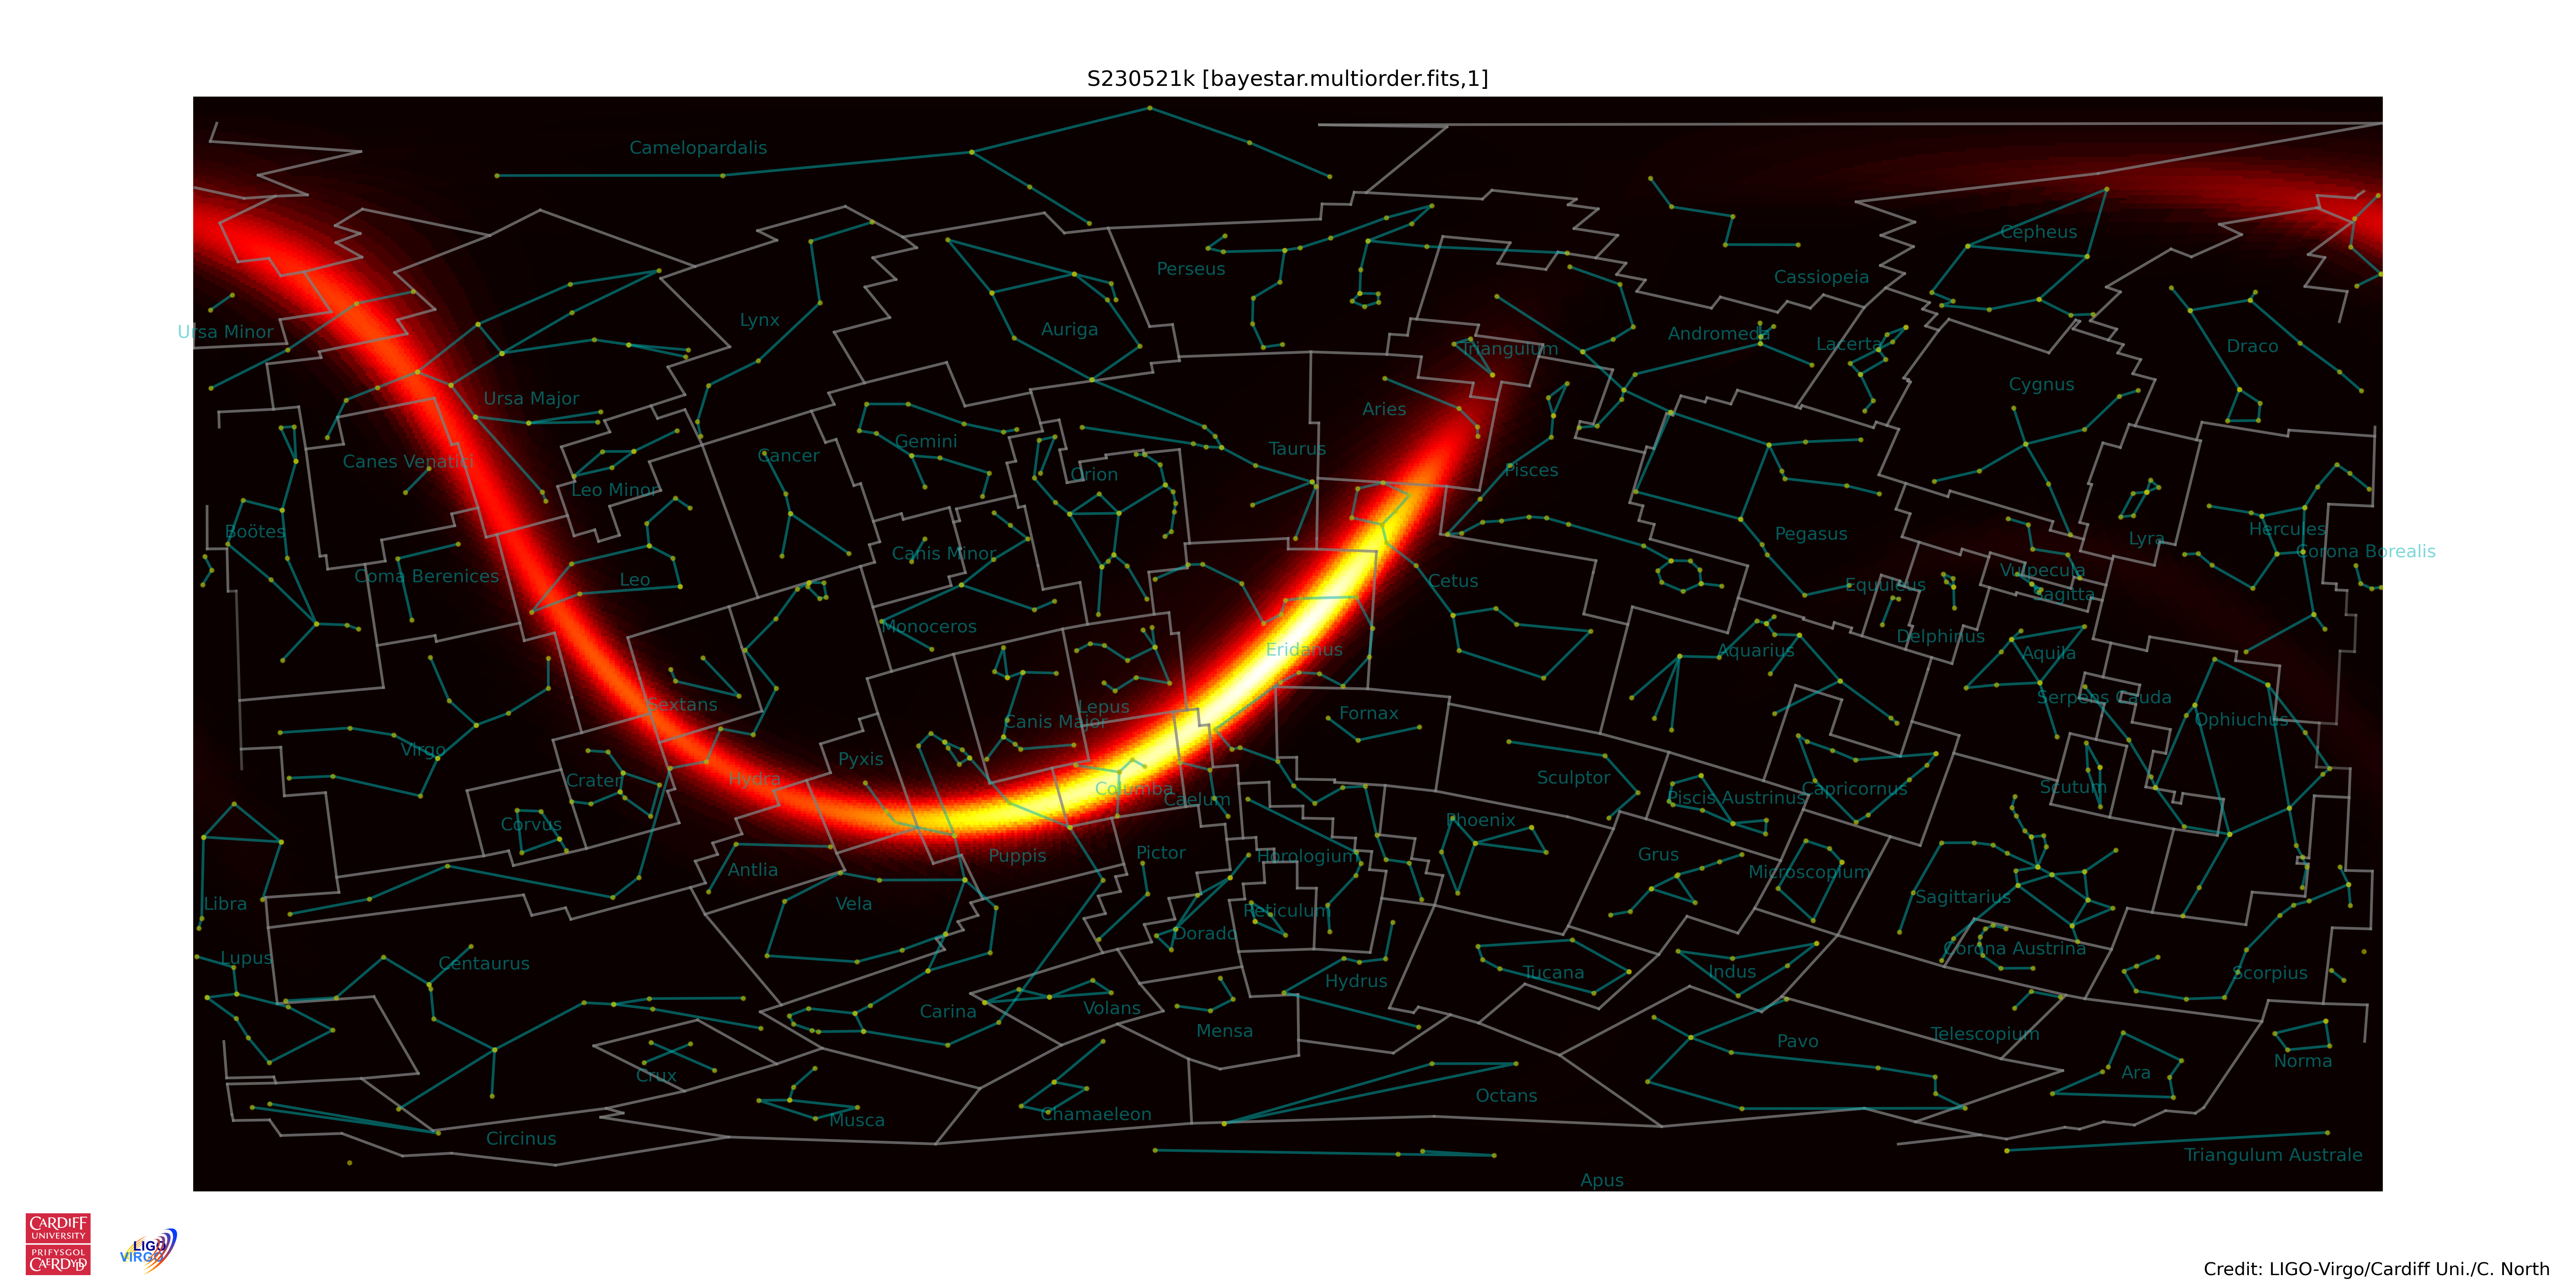 S230521k [bayestar.multiorder.fits,1]
Camelopardalis
Cepheus
Perseus
Cassiopeia
Ursa Minor
Lynx
Auriga
Triangulum
Andromeda
Lacerta
Draco
Ursa Major
Aries
Cygnus
Canes Venatici
Cancer
Gemini
Orion
Taurus
Pisces
Leo Minor
Boötes
Canis Minor
Pegasus
Lyra
Hercules
Corona Borealis
Coma Berenices
Leo
Cetus
Equuleus
Vulpecula
Sagitta
Monoceros
Eridanus
Aquarius
Delphinus
Aquila
Sextans
Lepus
Canis Major
Fornax
Serpens Cauda
Ophiuchus
Virgo
Crater
Hydra
Pyxis
Columba
Caelum
Sculptor
Piscis Austrinus
Capricornus
Scutum
Corvus
Antlia
Puppis
Pictor
Horologium
Phoenix
Grus
Microscopium
Libra
Vela
Reticulum
Dorado
Sagittarius
Corona Austrina
Lupus
Centaurus
Carina
Volans
Mensa
Hydrus
Tucana
Indus
Scorpius
Crux
Musca
Chamaeleon
Octans
Pavo
Telescopium
Ara
Norma
Circinus
Apus
Triangulum Australe
CARDIFF
UNIVERSITY
PRIFYSGOL
CAERDYDD
LIGO
VIRGO
Credit: LIGO-Virgo/Cardiff Uni./C. North